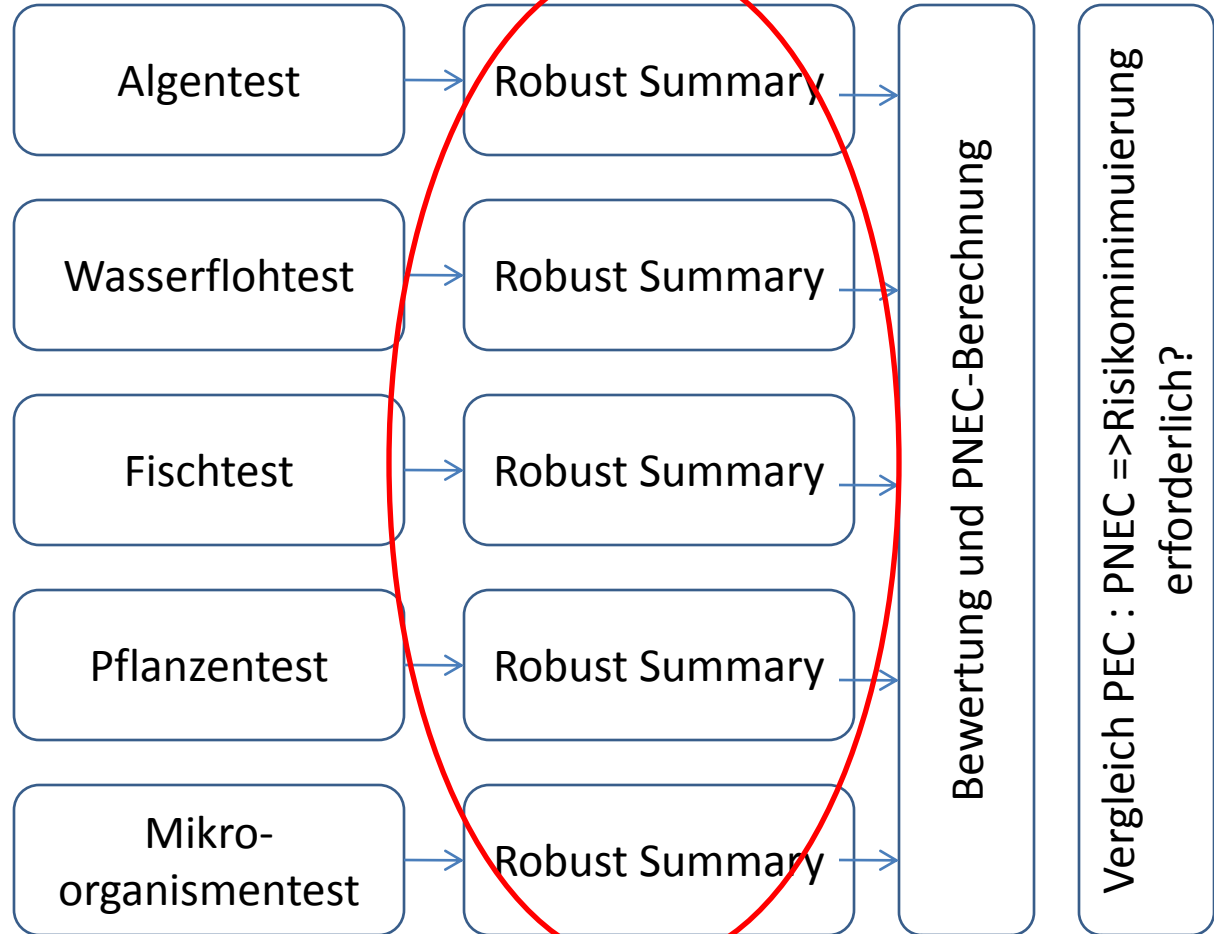 Algentest
Robust Summary
Wasserflohtest
Robust Summary
Fischtest
Robust Summary
Pflanzentest
Robust Summary
Mikro-
organismentest
Robust Summary
Bewertung und PNEC-Berechnung
Vergleich PEC : PNEC =>Risikominimuierung
erforderlich?